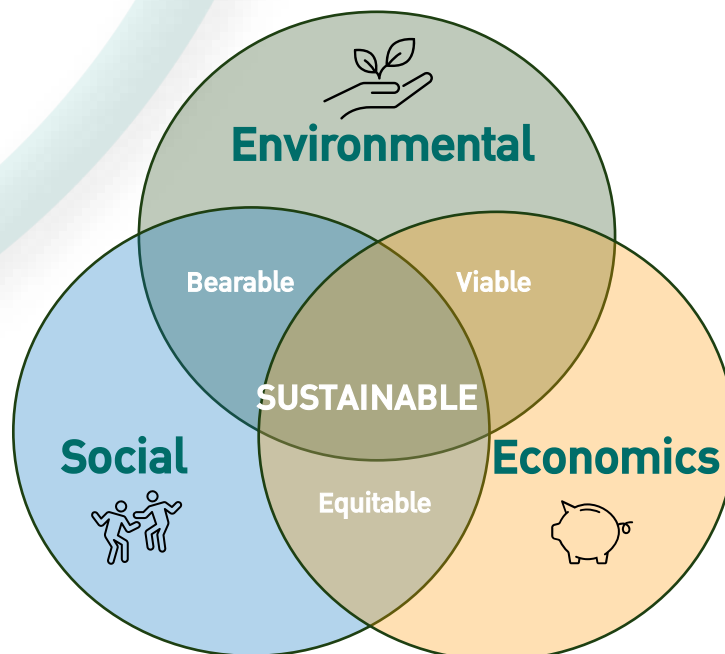 Environmental
Bearable
Viable
SUSTAINABLE
Social
Economics
Equitable